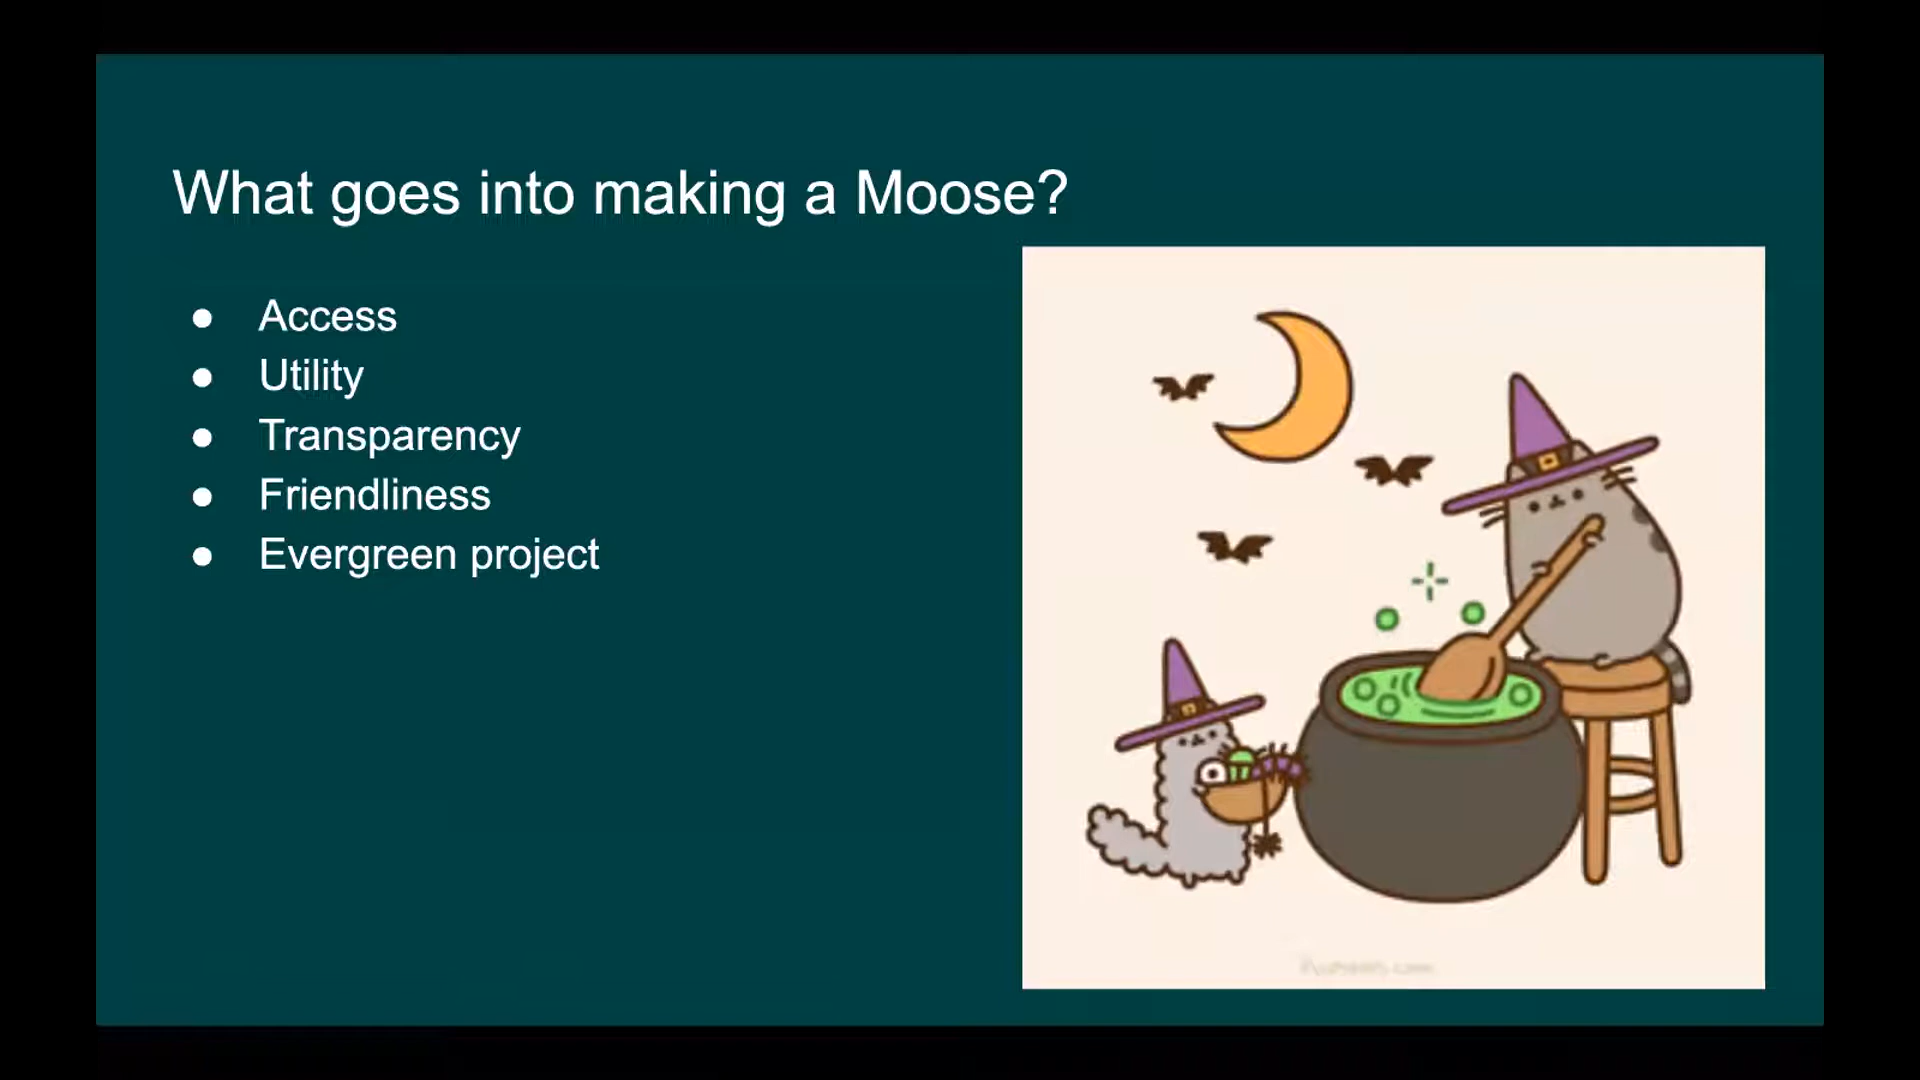 What goes into making a Moose?
● Access
● Utility
● Transparency
● Friendliness
● Evergreen project